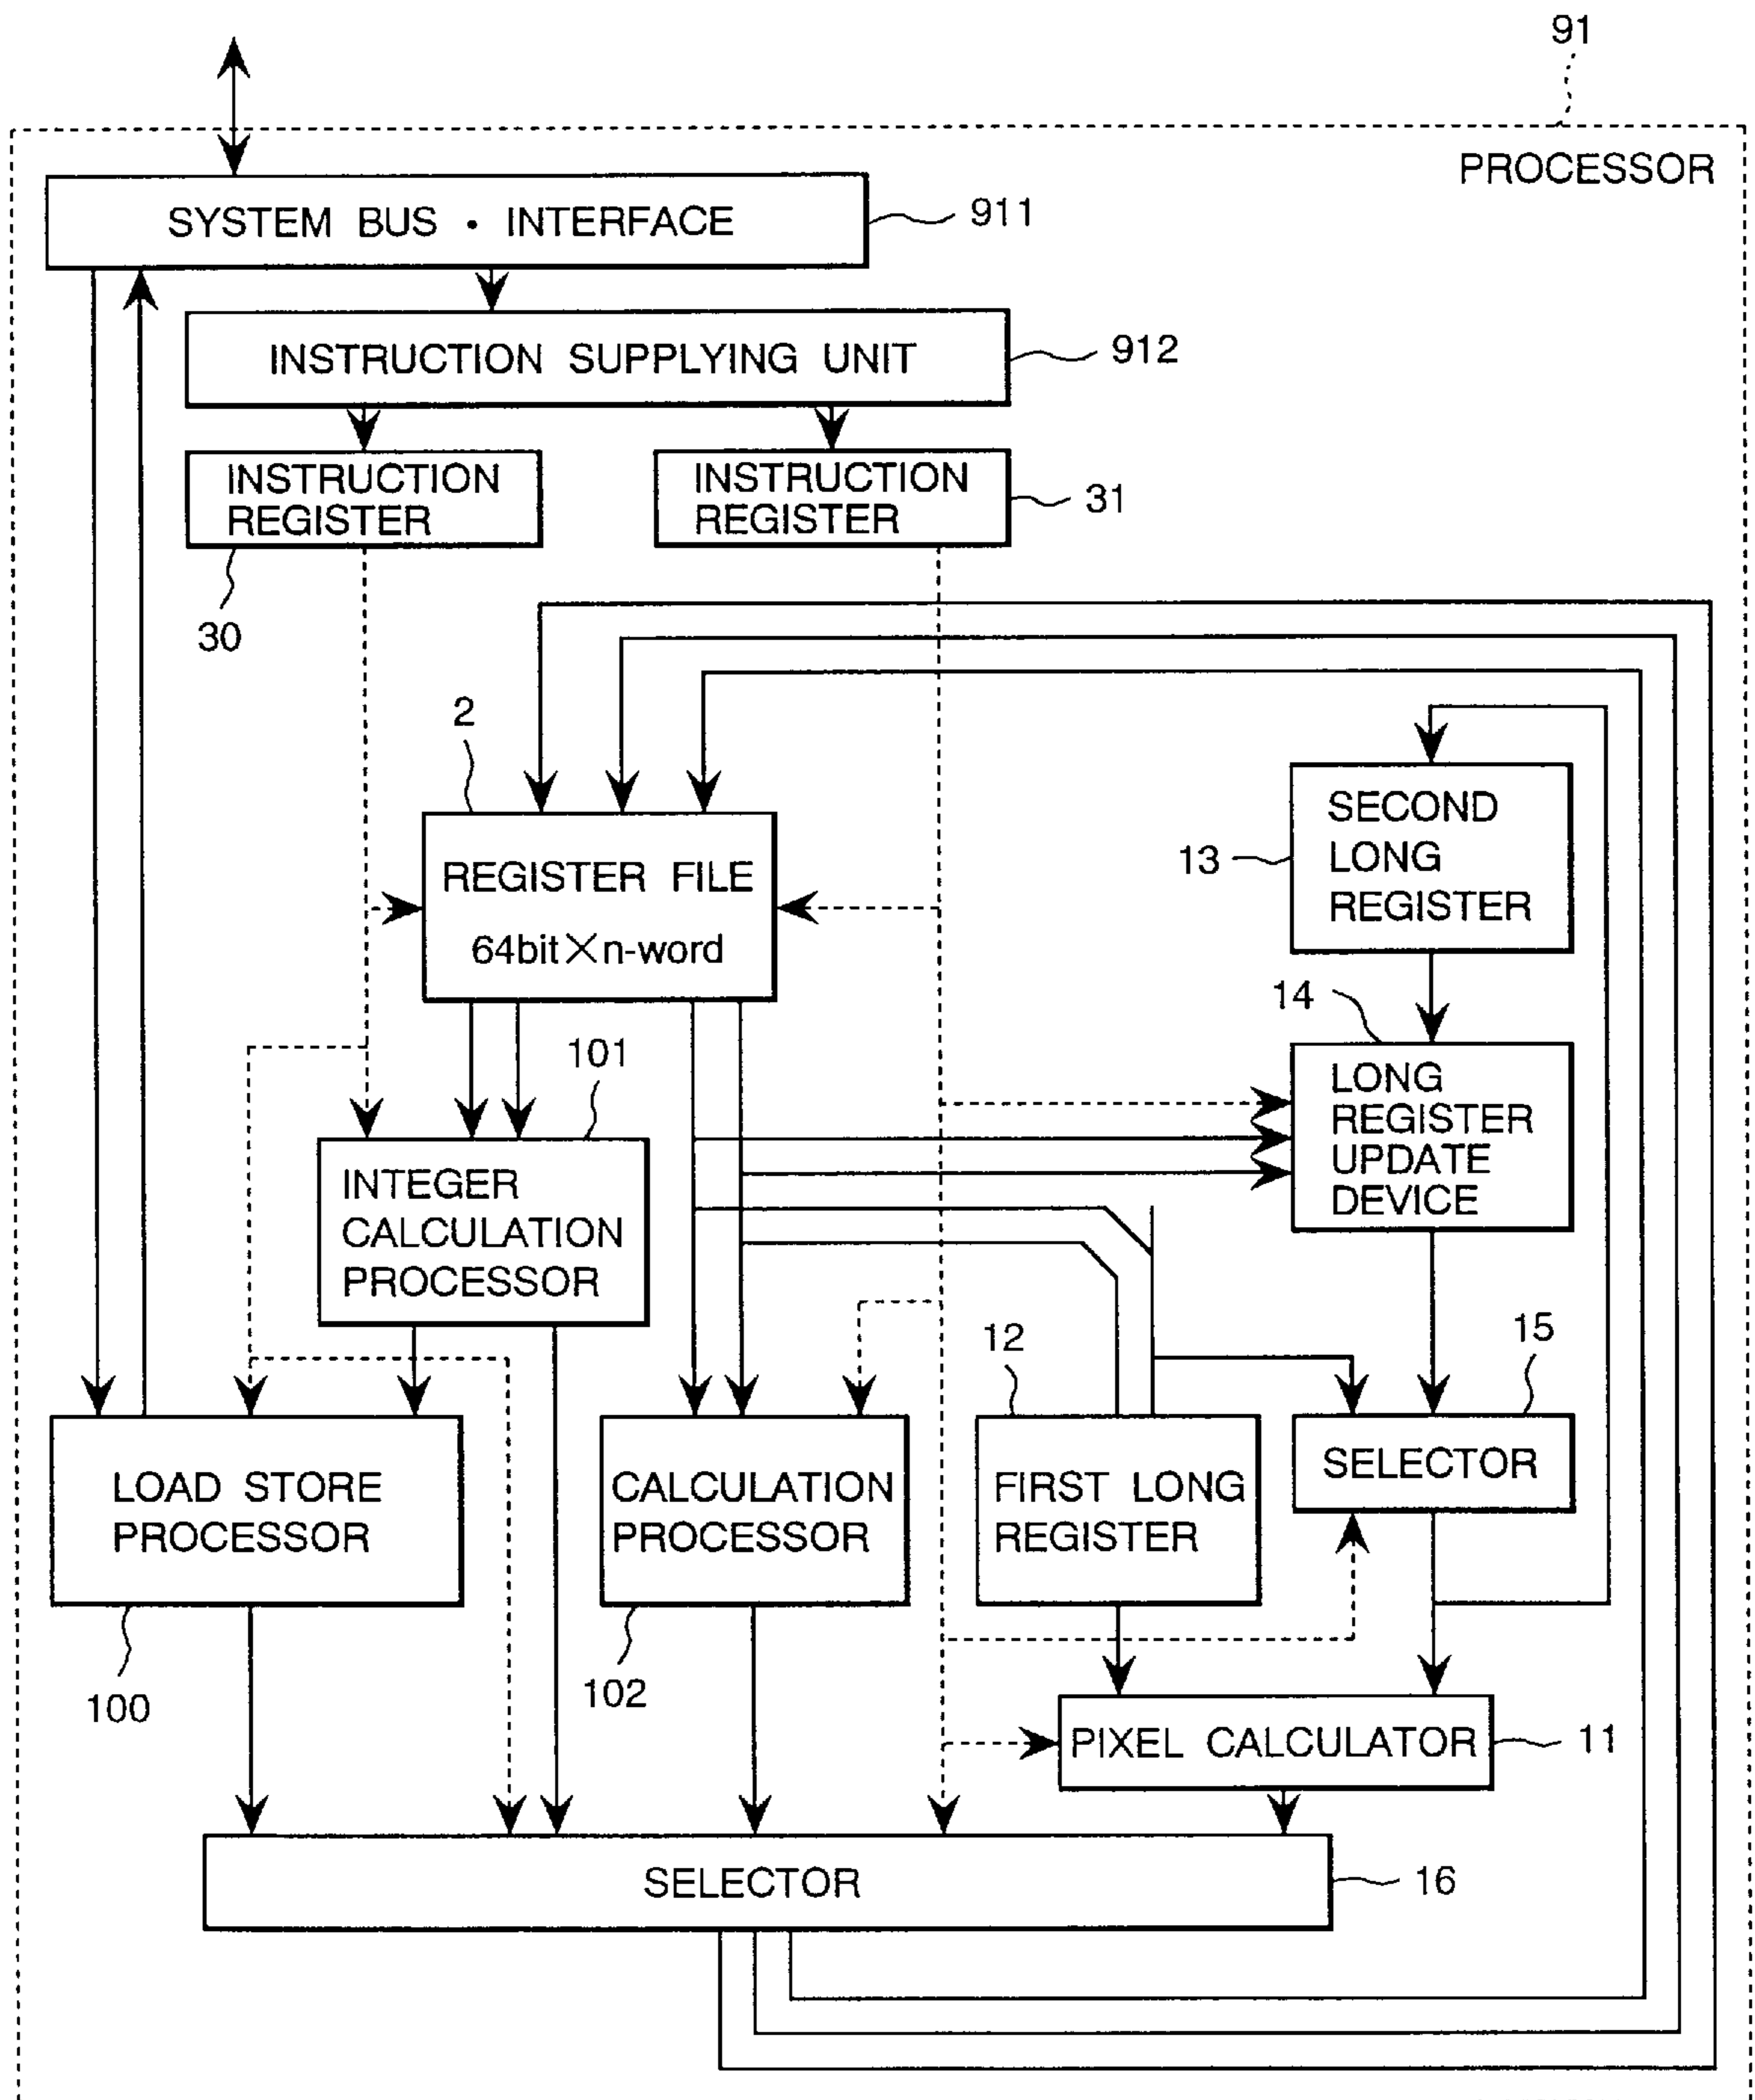 91
PROCESSOR
SYSTEM BUS・INTERFACE
911
INSTRUCTION SUPPLYING UNIT
912
INSTRUCTION
REGISTER
INSTRUCTION
REGISTER
31
30
2
REGISTER FILE
64bit×n-word
SECOND
LONG
REGISTER
13
14
101
LONG
REGISTER
UPDATE
DEVICE
INTEGER
CALCULATION
PROCESSOR
12
15
LOAD STORE
PROCESSOR
CALCULATION
PROCESSOR
FIRST LONG
REGISTER
SELECTOR
100
102
PIXEL CALCULATOR
11
SELECTOR
16